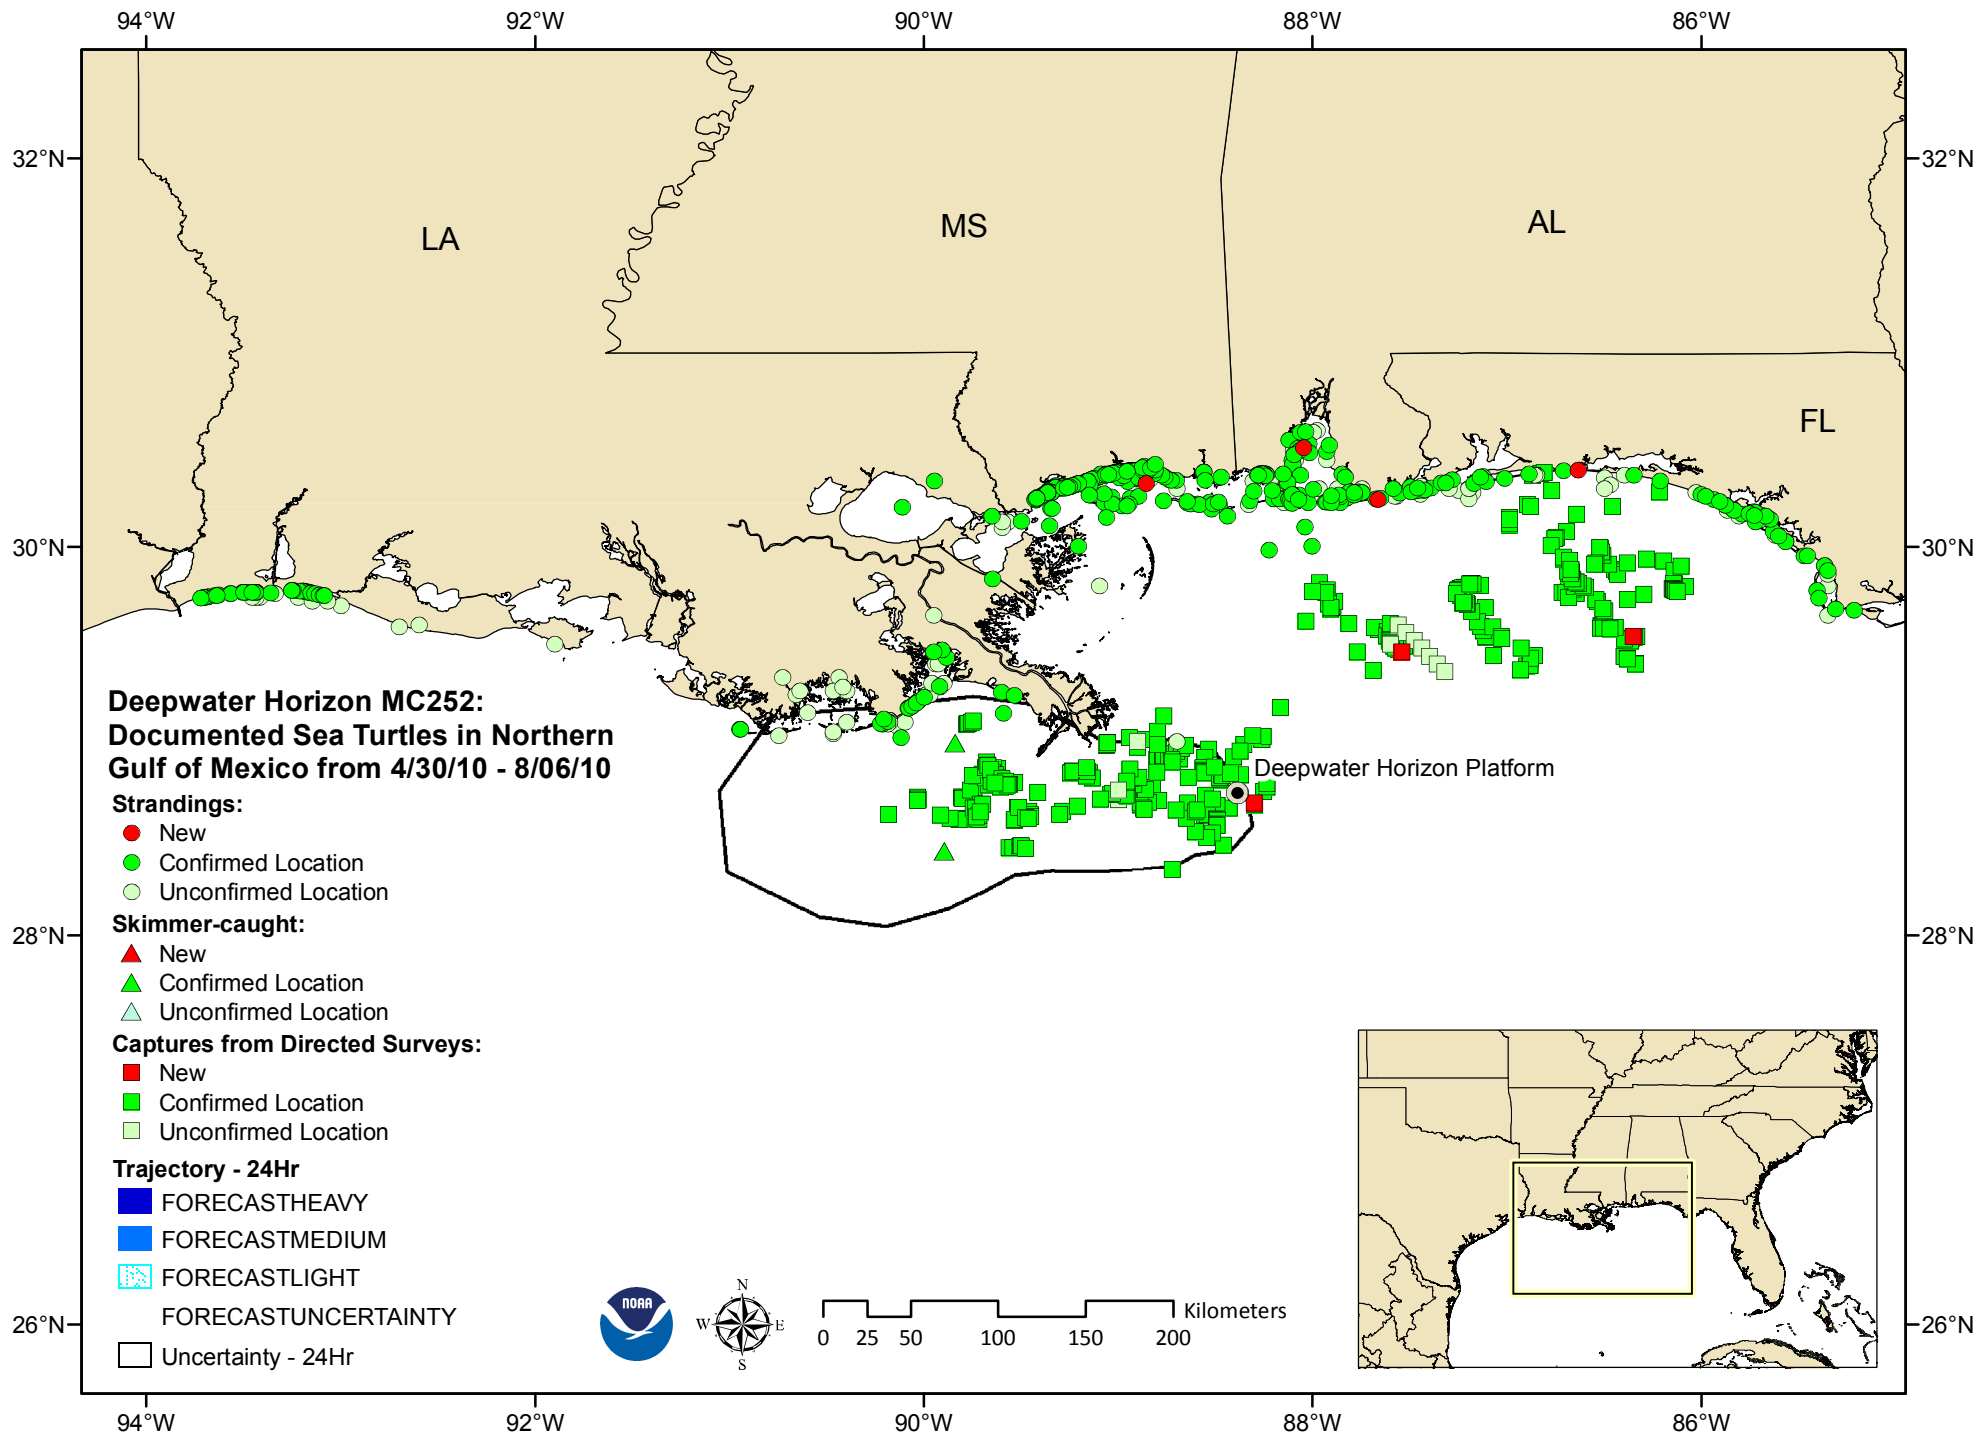 94°W 92°W 90°W 88°W 86°W
32°N 32°N
LA MS AL
FL
30°N 30°N
Deepwater Horizon MC252:
Documented Sea Turtles in Northern
Gulf of Mexico from 4/30/10 - 8/06/10
Deepwater Horizon Platform
Strandings:
New
Confirmed Location
Unconfirmed Location
Skimmer-caught:
28°N 28°N
New
Confirmed Location
Unconfirmed Location
Captures from Directed Surveys:
New
Confirmed Location
Unconfirmed Location
Trajectory - 24Hr
FORECASTHEAVY
FORECASTMEDIUM
FORECASTLIGHT
FORECASTUNCERTAINTY
Uncertainty - 24Hr
NOAA
N
W E
S
Kilometers
0 25 50 100 150 200
26°N 26°N
94°W 92°W 90°W 88°W 86°W